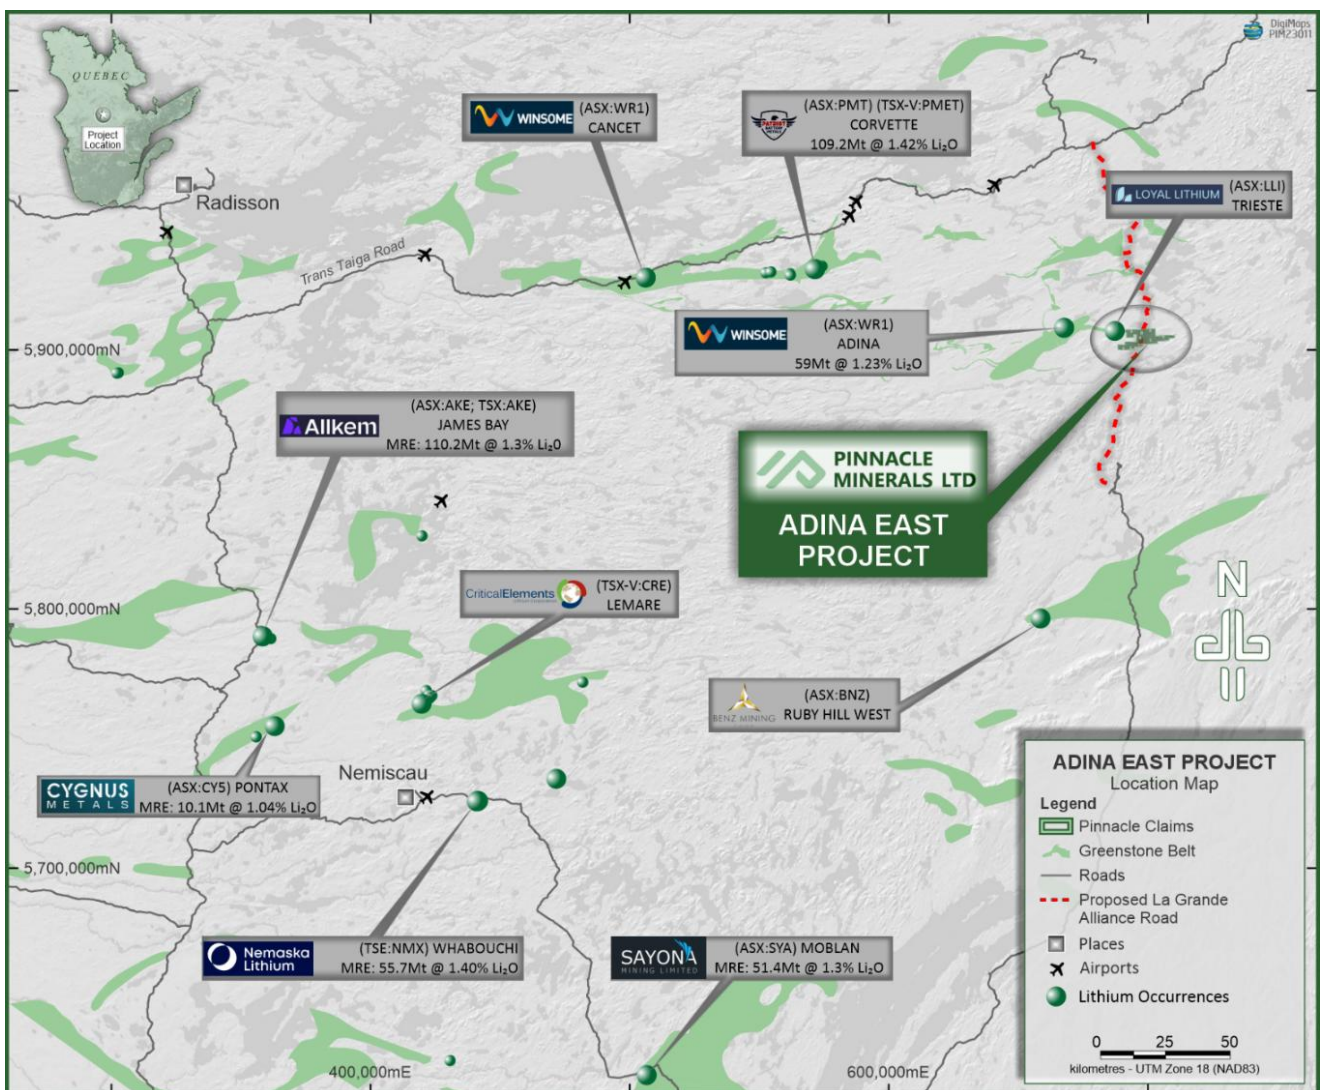 DigiMaps
PIM23011
QUEBEC
Project
Location
Radisson
Trans Taiga Road
WINSOME
(ASX:WR1)
CANCET
(ASX:PMT) (TSX-V:PMET)
CORVETTE
109.2Mt @ 1.42% Li₂O
LOYAL LITHIUM
(ASX:LLI)
TRIESTE
WINSOME
(ASX:WR1)
ADINA
59Mt @ 1.23% Li₂O
5,900,000mN
Allkem
(ASX:AKE; TSX:AKE)
JAMES BAY
MRE: 110.2Mt @ 1.3% Li₂0
PINNACLE
MINERALS LTD
ADINA EAST
PROJECT
CriticalElements
(TSX-V:CRE)
LEMARE
5,800,000mN
N
BENZ MINING
(ASX:BNZ)
RUBY HILL WEST
Nemiscau
CYGNUS
METALS
(ASX:CY5) PONTAX
MRE: 10.1Mt @ 1.04% Li₂O
5,700,000mN
Nemaska
Lithium
(TSE:NMX) WHABOUCHI
MRE: 55.7Mt @ 1.40% Li₂O
SAYONA
MINING LIMITED
(ASX:SYA) MOBLAN
MRE: 51.4Mt @ 1.3% Li₂O
400,000mE
600,000mE
ADINA EAST PROJECT
Location Map
Legend
Pinnacle Claims
Greenstone Belt
Roads
Proposed La Grande
Alliance Road
Places
Airports
Lithium Occurrences
0 25 50
kilometres - UTM Zone 18 (NAD83)